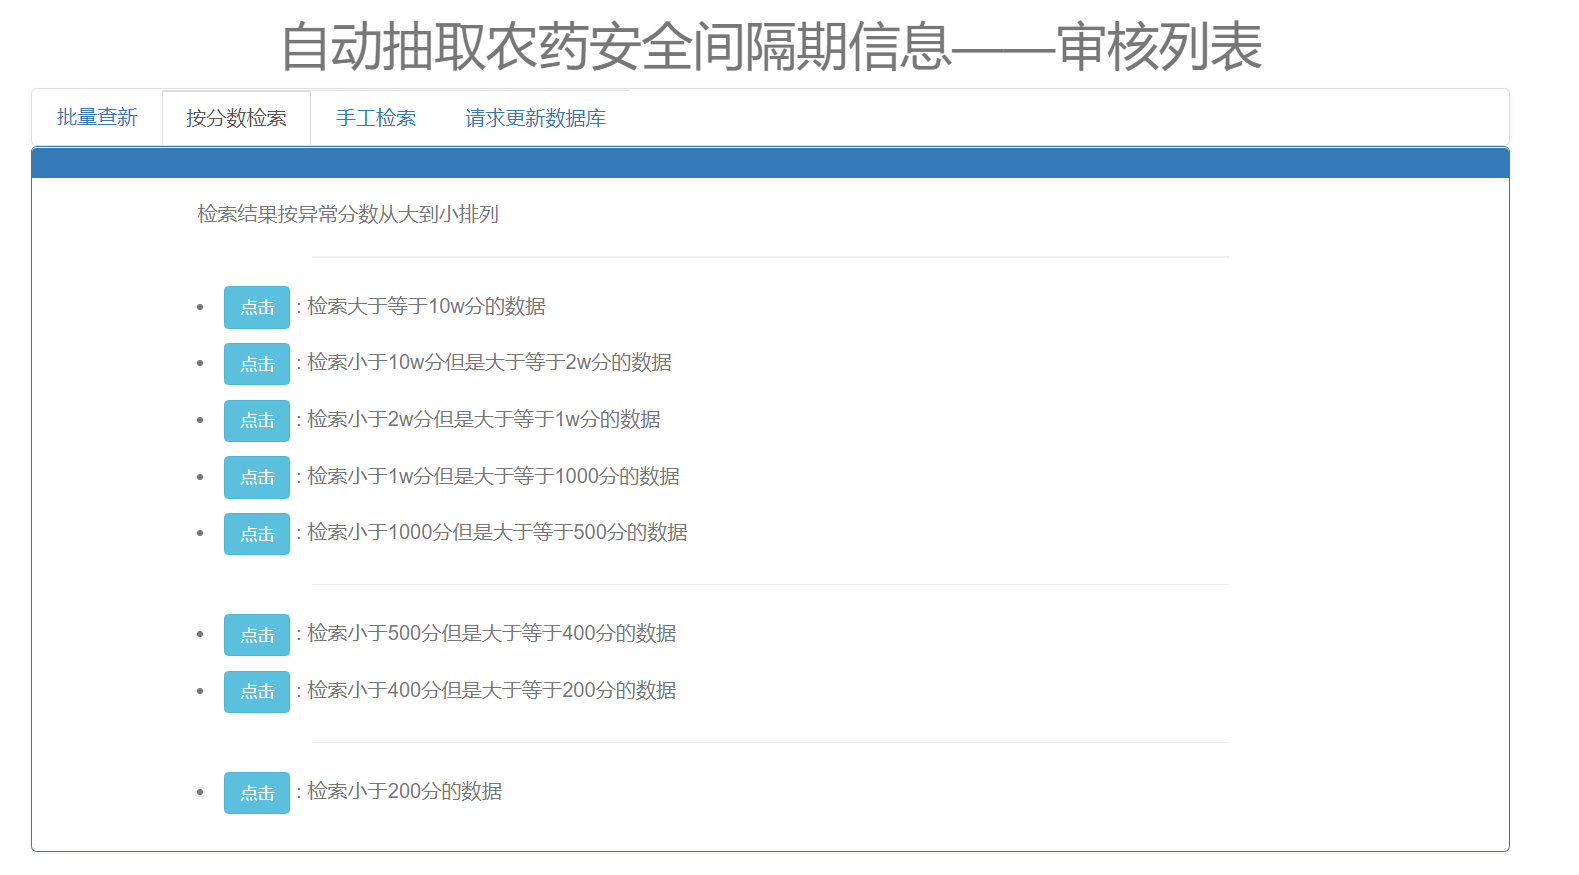 自动抽取农药安全间隔期信息——审核列表
批量查新 按分数检索 手工检索 请求更新数据库
检索结果按异常分数从大到小排列
• 点击 : 检索大于等于10w分的数据
• 点击 : 检索小于10w分但是大于等于2w分的数据
• 点击 : 检索小于2w分但是大于等于1w分的数据
• 点击 : 检索小于1w分但是大于等于1000分的数据
• 点击 : 检索小于1000分但是大于等于500分的数据
• 点击 : 检索小于500分但是大于等于400分的数据
• 点击 : 检索小于400分但是大于等于200分的数据
• 点击 : 检索小于200分的数据